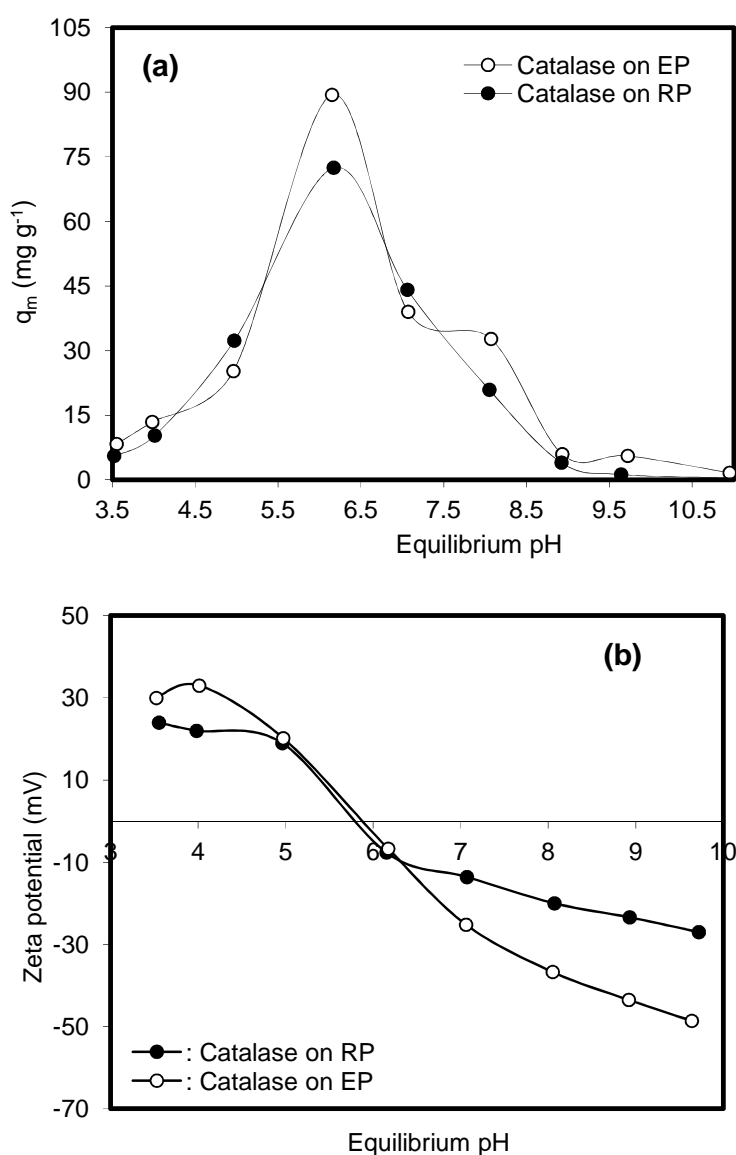 (a)
Catalase on EP
Catalase on RP
105
90
75
60
45
30
15
0
q_m (mg g⁻¹)
3.5 4.5 5.5 6.5 7.5 8.5 9.5 10.5
Equilibrium pH
(b)
50
30
10
-10
-30
-50
-70
Zeta potential (mV)
3 4 5 6 7 8 9 10
: Catalase on RP
: Catalase on EP
Equilibrium pH